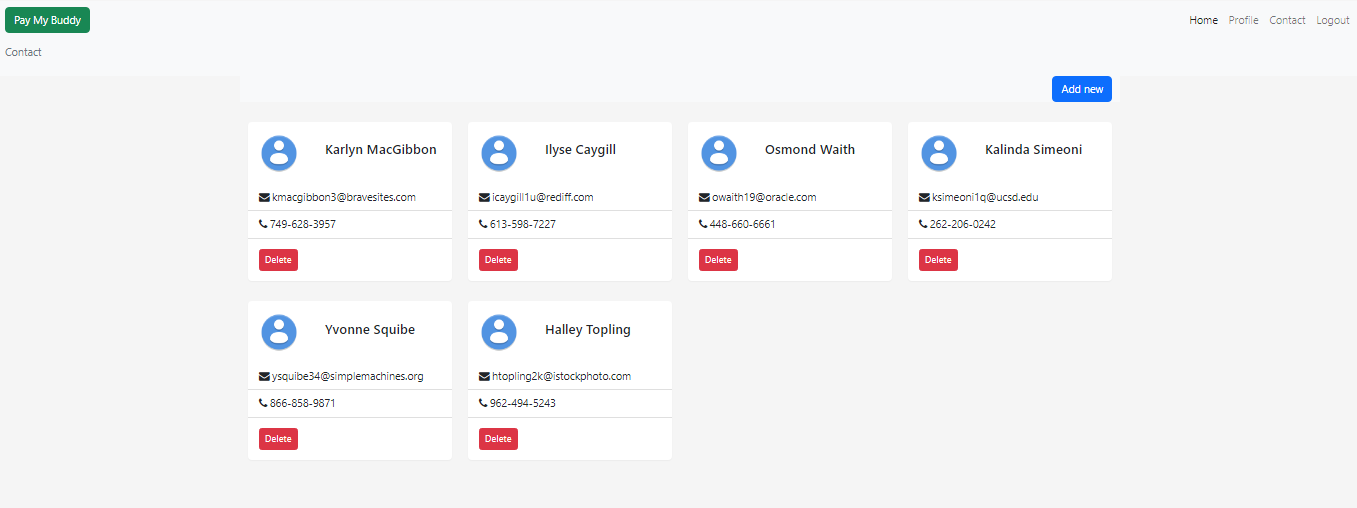 Pay My Buddy
Home Profile Contact Logout
Contact
Add new
Karlyn MacGibbon
kmacgibbon3@bravesites.com
749-628-3957
Delete
Ilyse Caygill
icaygill1u@rediff.com
613-598-7227
Delete
Osmond Waith
owaith19@oracle.com
448-660-6661
Delete
Kalinda Simeoni
ksimeoni1q@ucsd.edu
262-206-0242
Delete
Yvonne Squibe
ysquibe34@simplemachines.org
866-858-9871
Delete
Halley Topling
htopling2k@istockphoto.com
962-494-5243
Delete